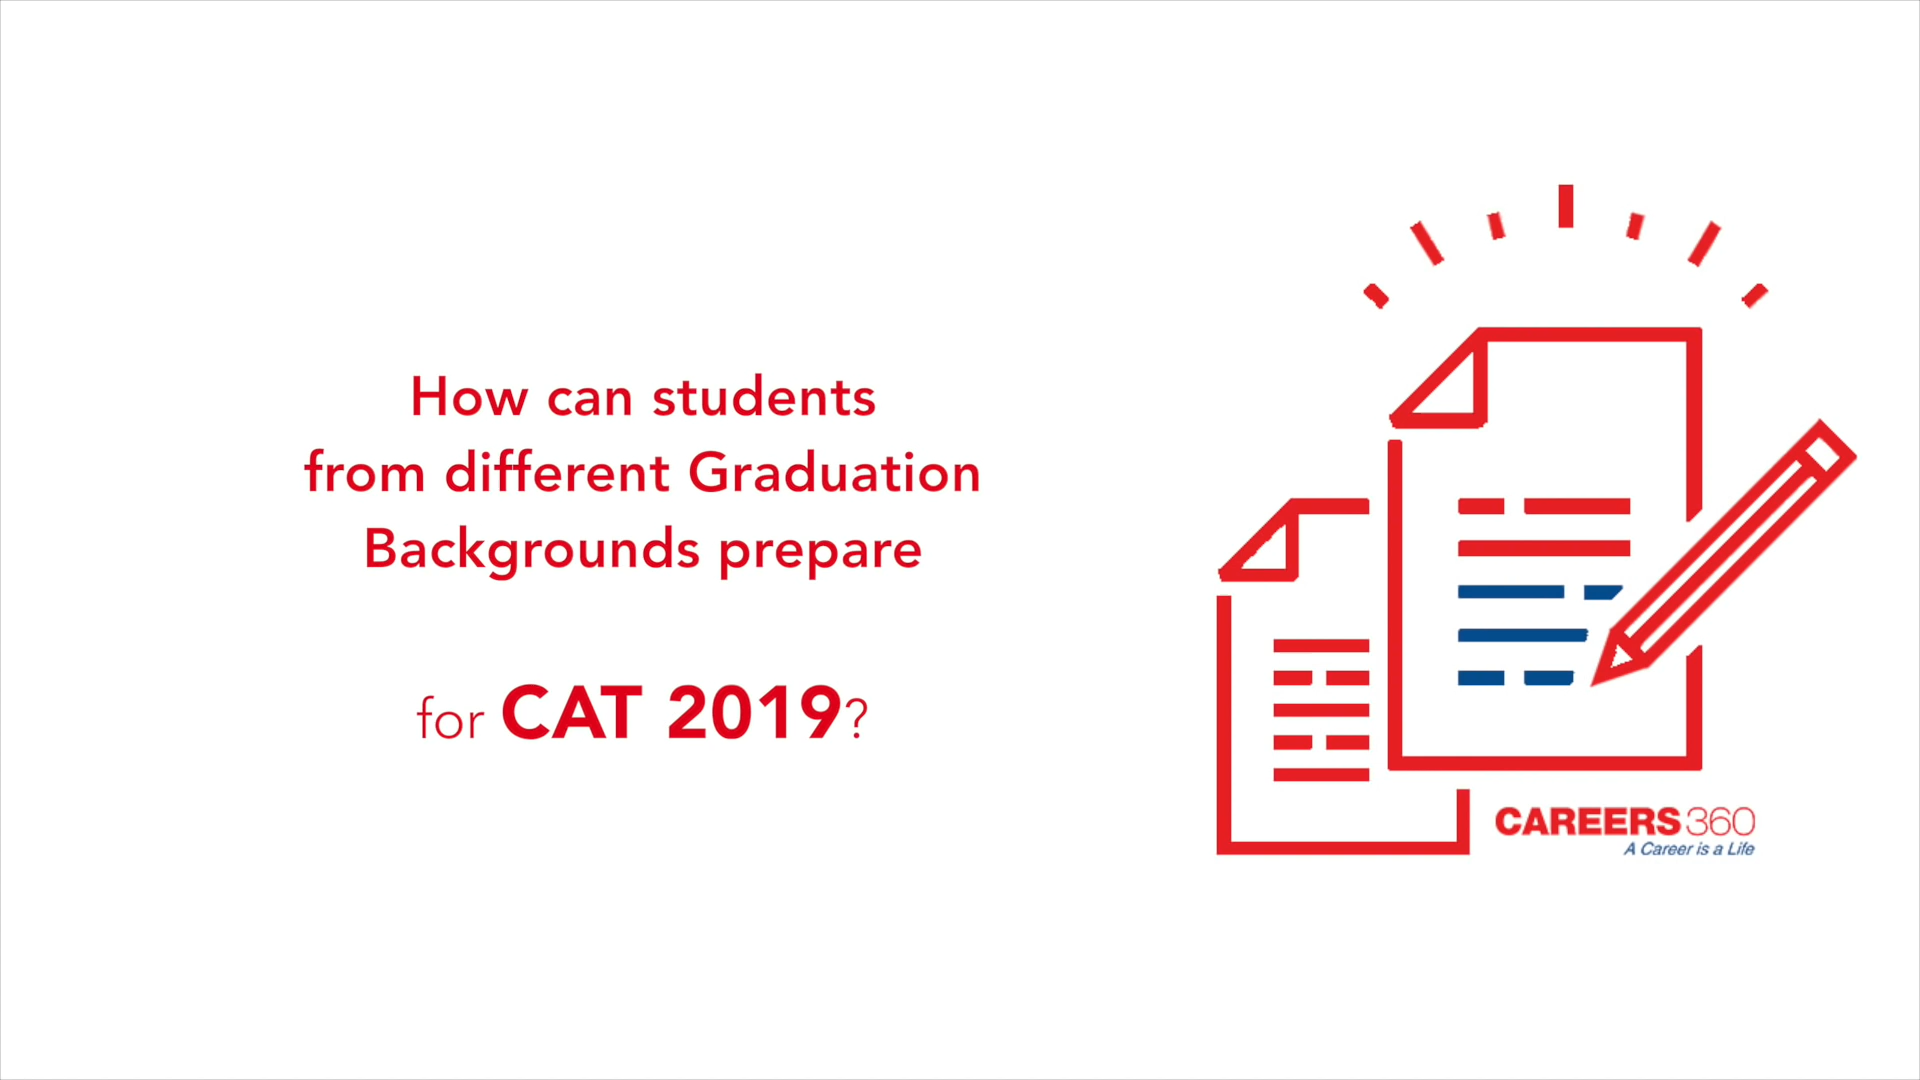 How can students
from different Graduation
Backgrounds prepare
for CAT 2019?
CAREERS360
A Career is a Life